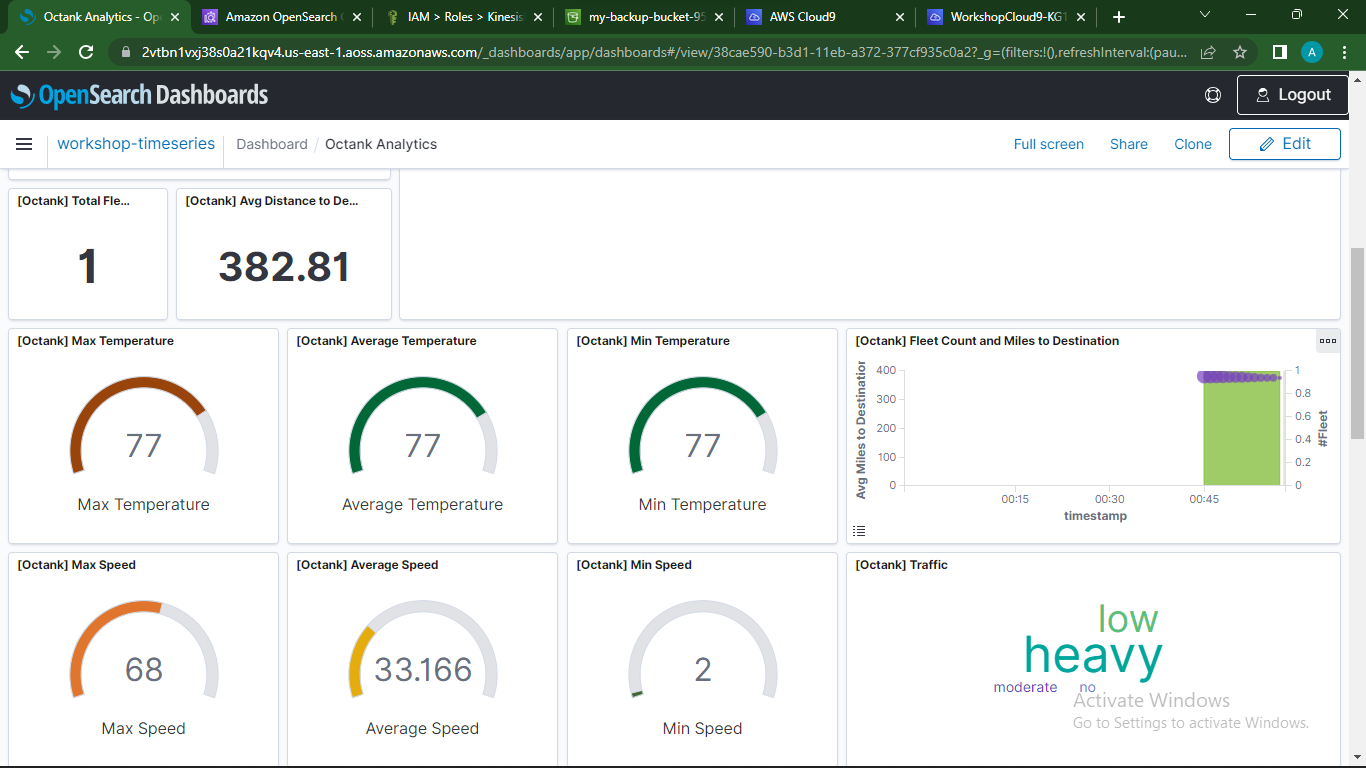 Octank Analytics - Ope
Amazon OpenSearch
IAM > Roles > Kinesis
my-backup-bucket-95
AWS Cloud9
WorkshopCloud9-KG1
2vtbn1vxj38s0a21kqv4.us-east-1.aoss.amazonaws.com/_dashboards/app/dashboards#/view/38cae590-b3d1-11eb-a372-377cf935c0a2?_g=(filters:!(),refreshInterval:(pau...
A
OpenSearch Dashboards
Logout
workshop-timeseries
Dashboard / Octank Analytics
Full screen
Share
Clone
Edit
[Octank] Total Fle...
1
[Octank] Avg Distance to De...
382.81
[Octank] Max Temperature
77
Max Temperature
[Octank] Average Temperature
77
Average Temperature
[Octank] Min Temperature
77
Min Temperature
[Octank] Fleet Count and Miles to Destination
Avg Miles to Destination
400
300
200
100
0
1
0.8
0.6
0.4
0.2
0
#Fleet
00:15
00:30
00:45
timestamp
[Octank] Max Speed
68
Max Speed
[Octank] Average Speed
33.166
Average Speed
[Octank] Min Speed
2
Min Speed
[Octank] Traffic
low
heavy
moderate
no
Activate Windows
Go to Settings to activate Windows.